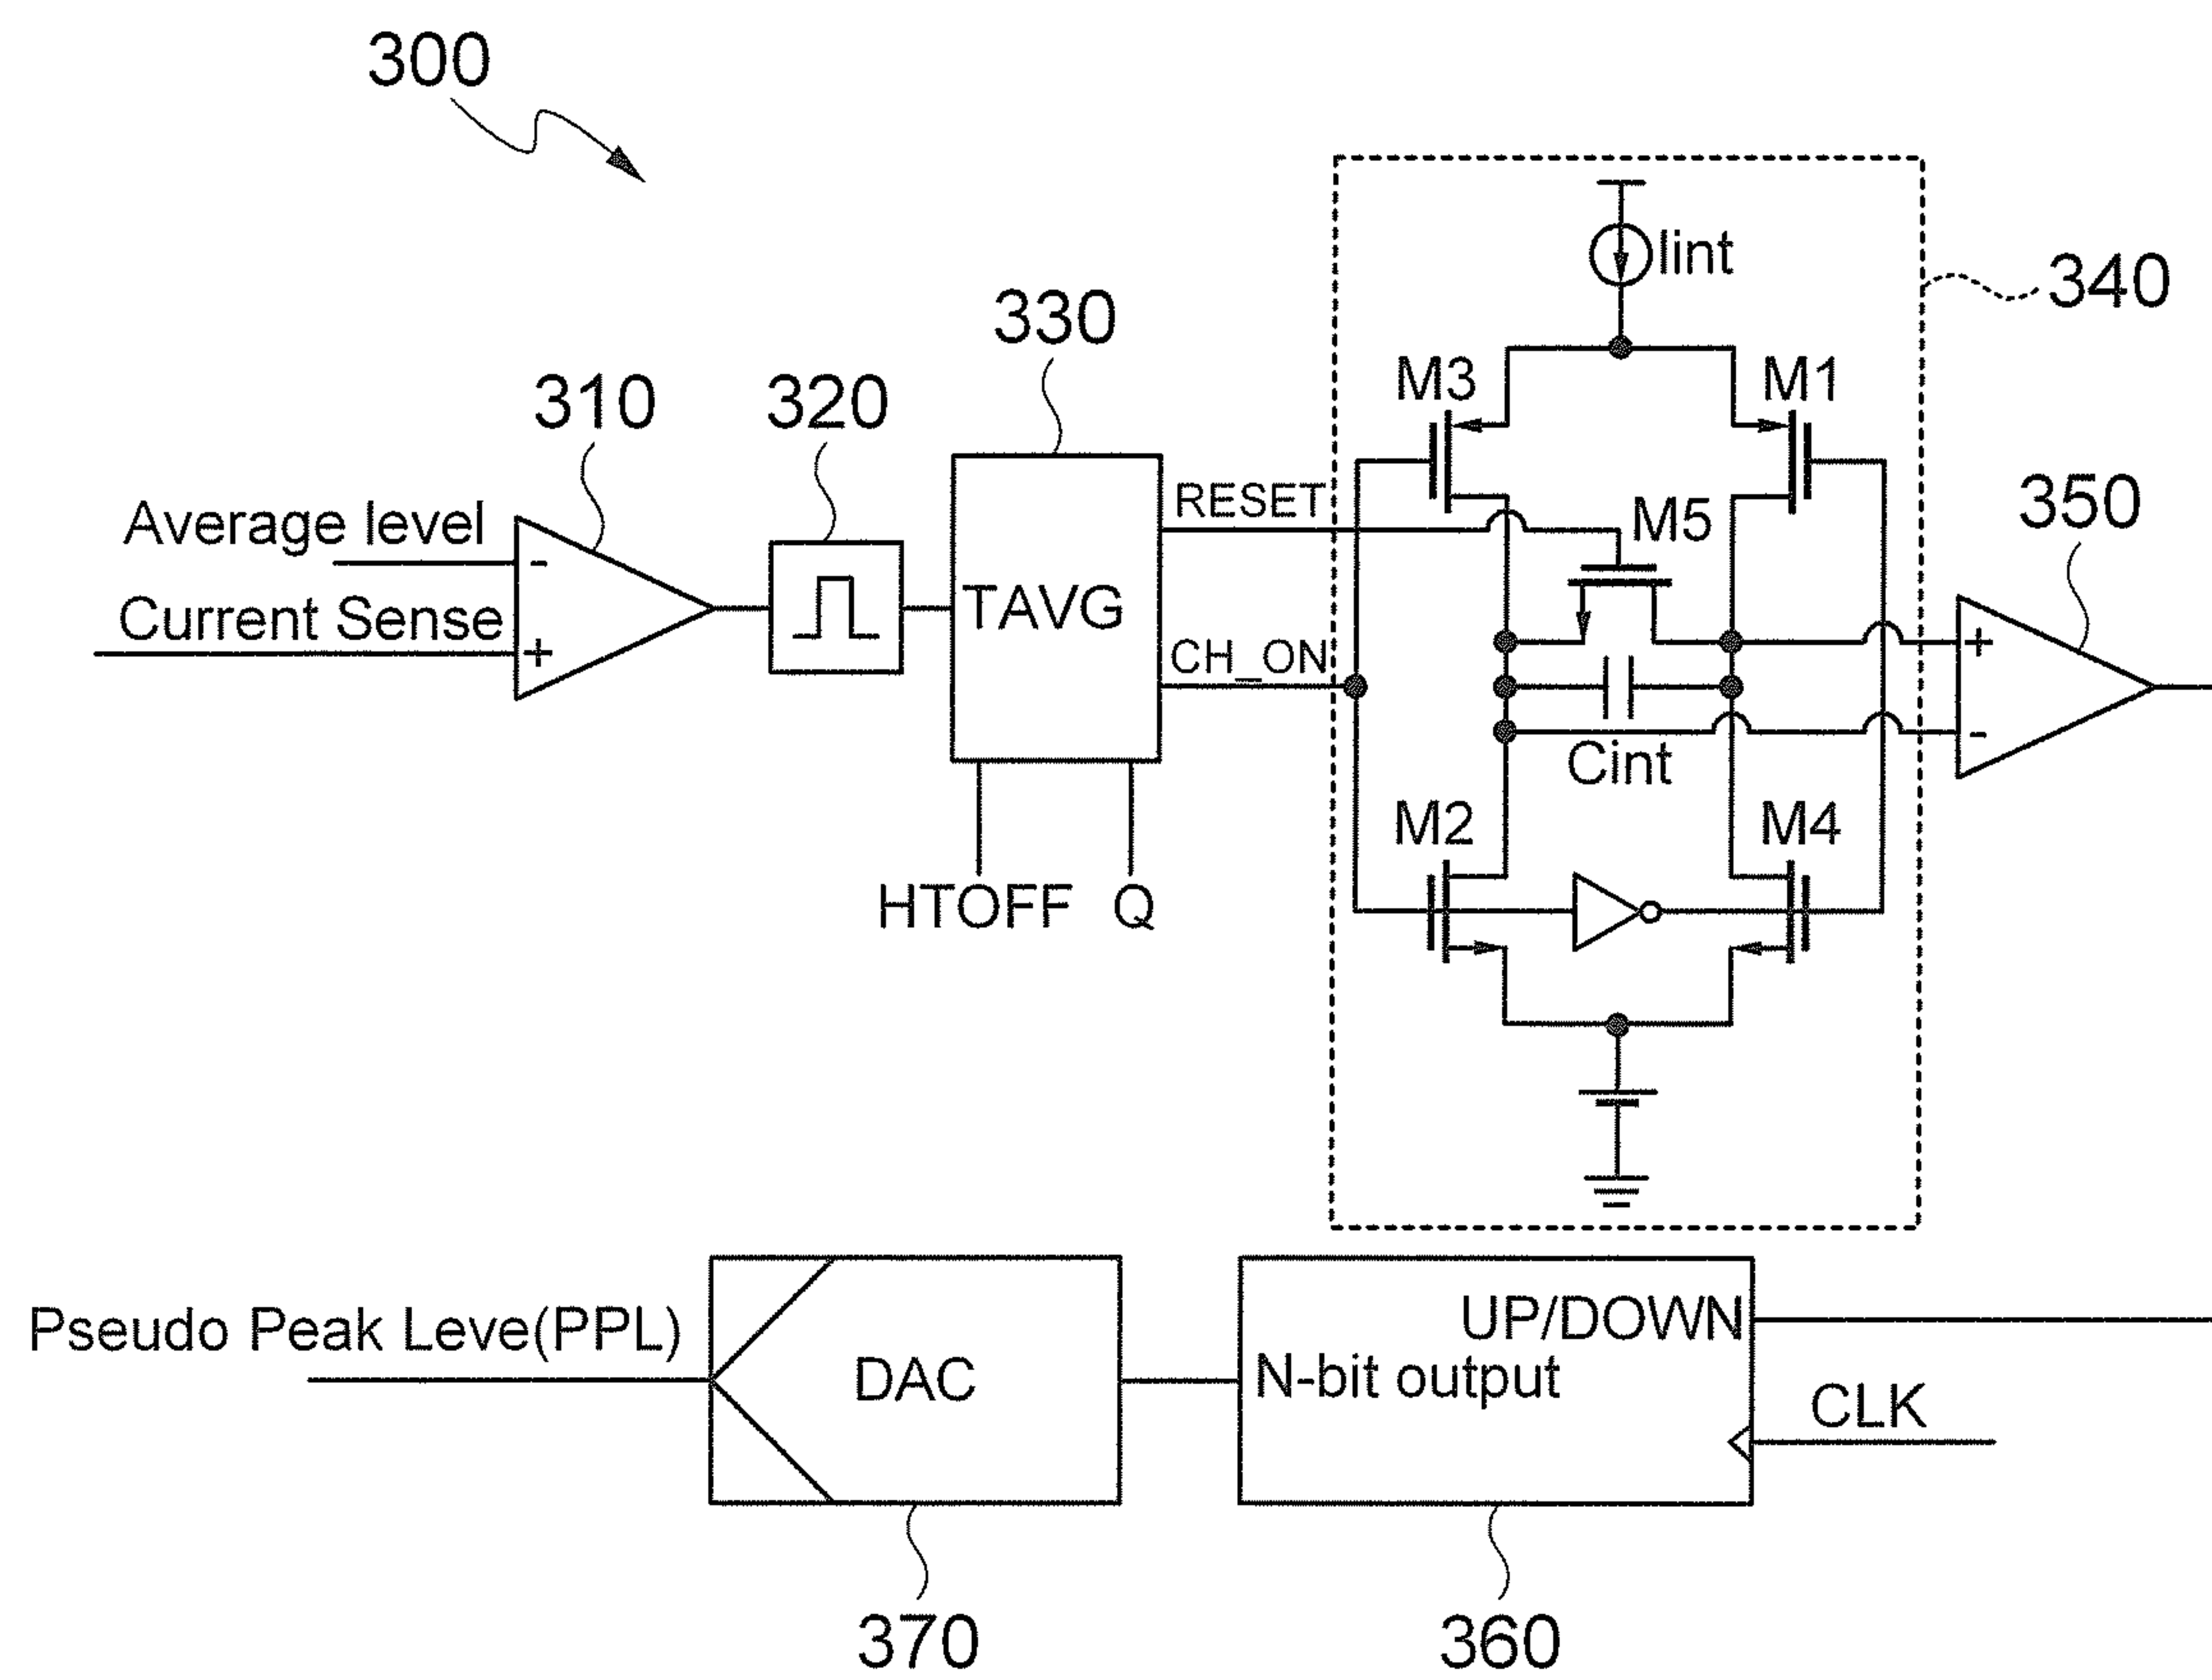 300
Iint
340
330
M3
M1
310
320
RESET
M5
350
Average level
-
TAVG
Current Sense
+
CH_ON
+
-
Cint
M2
M4
HTOFF
Q
Pseudo Peak Leve(PPL)
DAC
UP/DOWN
N-bit output
CLK
370
360